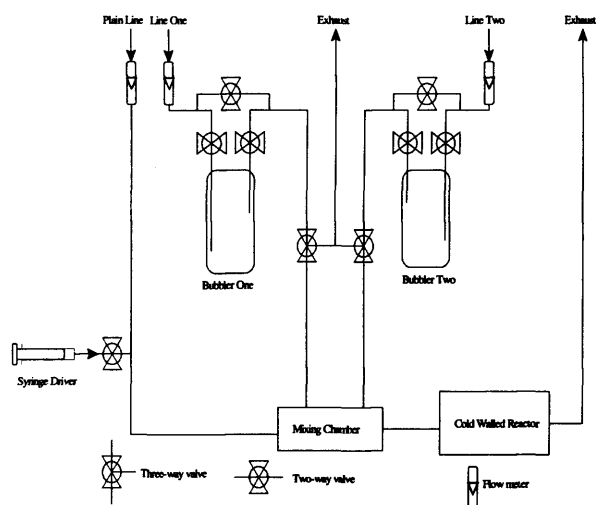 Plain Line
Line One
Exhaust
Line Two
Exhaust
Bubbler One
Bubbler Two
Syringe Driver
Mixing Chamber
Cold Walled Reactor
Three-way valve
Two-way valve
Flow meter